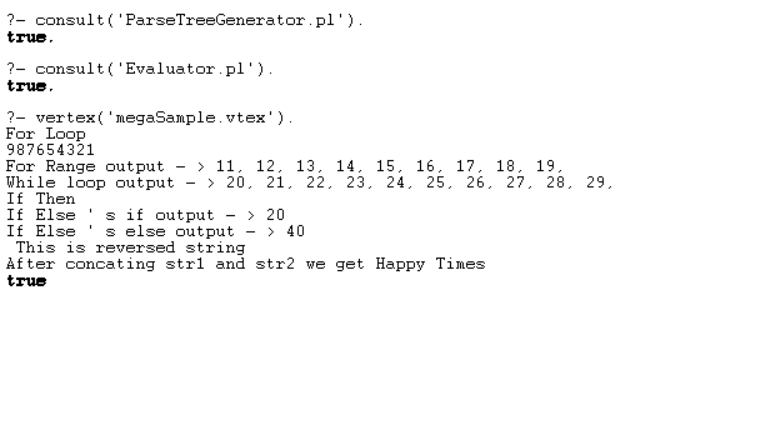 ?- consult('ParseTreeGenerator.pl').
true.
?- consult('Evaluator.pl').
true.
?- vertex('megaSample.vtex').
For Loop
987654321
For Range output - > 11, 12, 13, 14, 15, 16, 17, 18, 19,
While loop output - > 20, 21, 22, 23, 24, 25, 26, 27, 28, 29,
If Then
If Else ' s if output - > 20
If Else ' s else output - > 40
This is reversed string
After concating str1 and str2 we get Happy Times
true